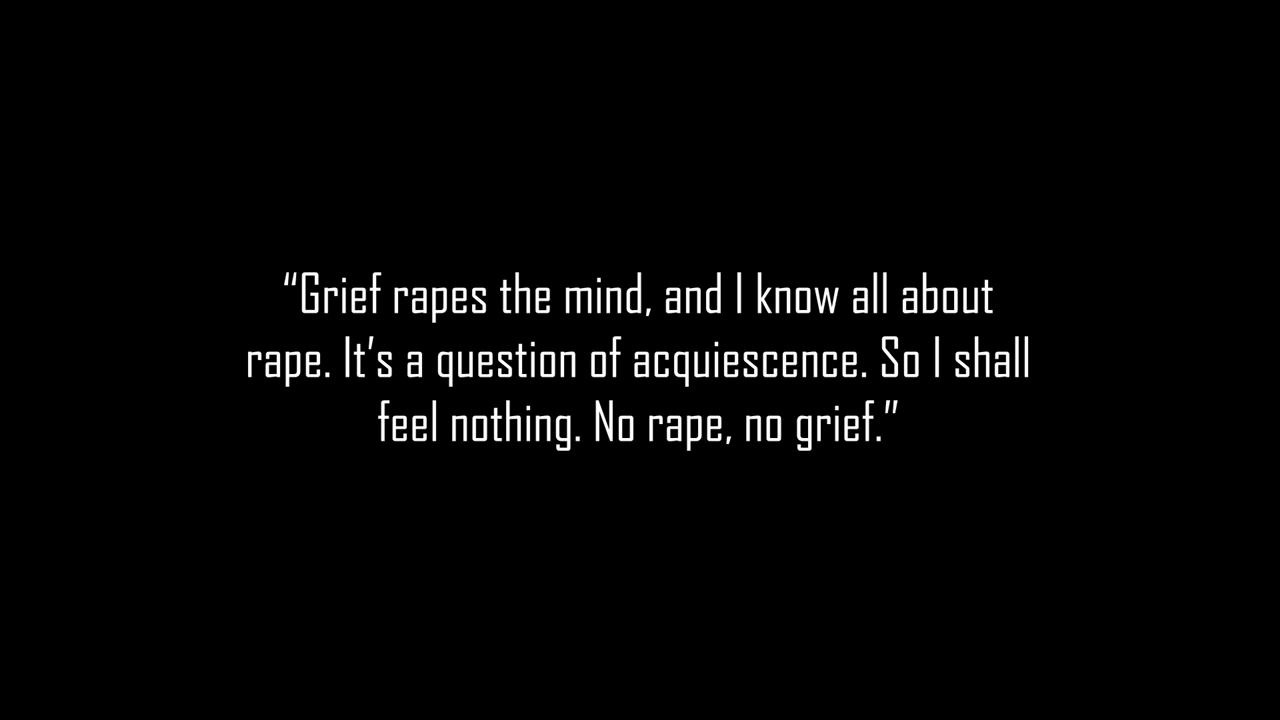 “Grief rapes the mind, and I know all about
rape. It’s a question of acquiescence. So I shall
feel nothing. No rape, no grief.”